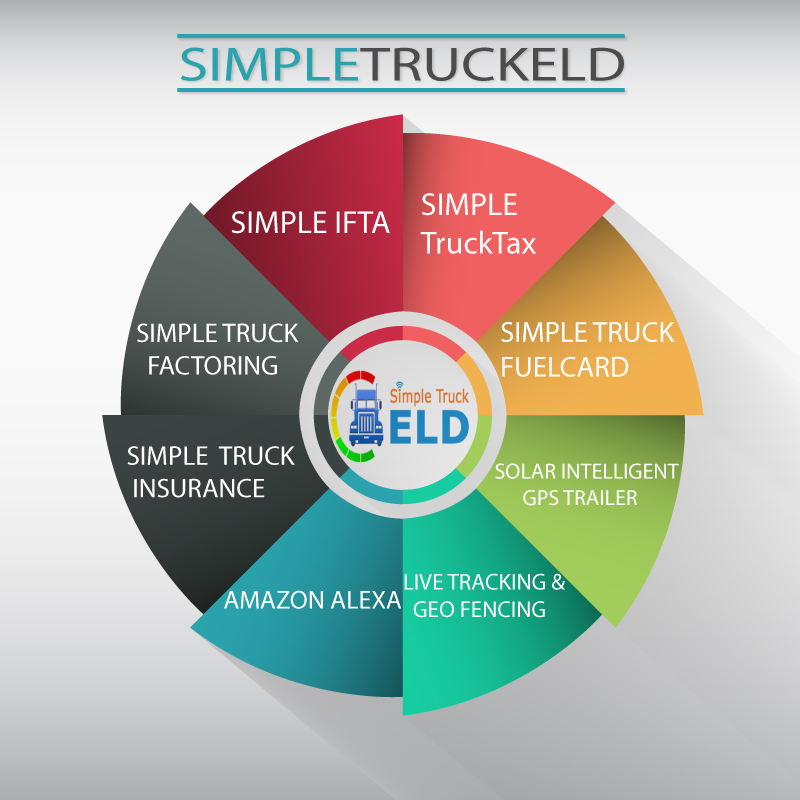 SIMPLETRUCKELD
SIMPLE IFTA
SIMPLE
TruckTax
SIMPLE TRUCK
FUELCARD
SOLAR INTELLIGENT
GPS TRAILER
LIVE TRACKING &
GEO FENCING
AMAZON ALEXA
SIMPLE TRUCK
INSURANCE
SIMPLE TRUCK
FACTORING
Simple Truck
ELD